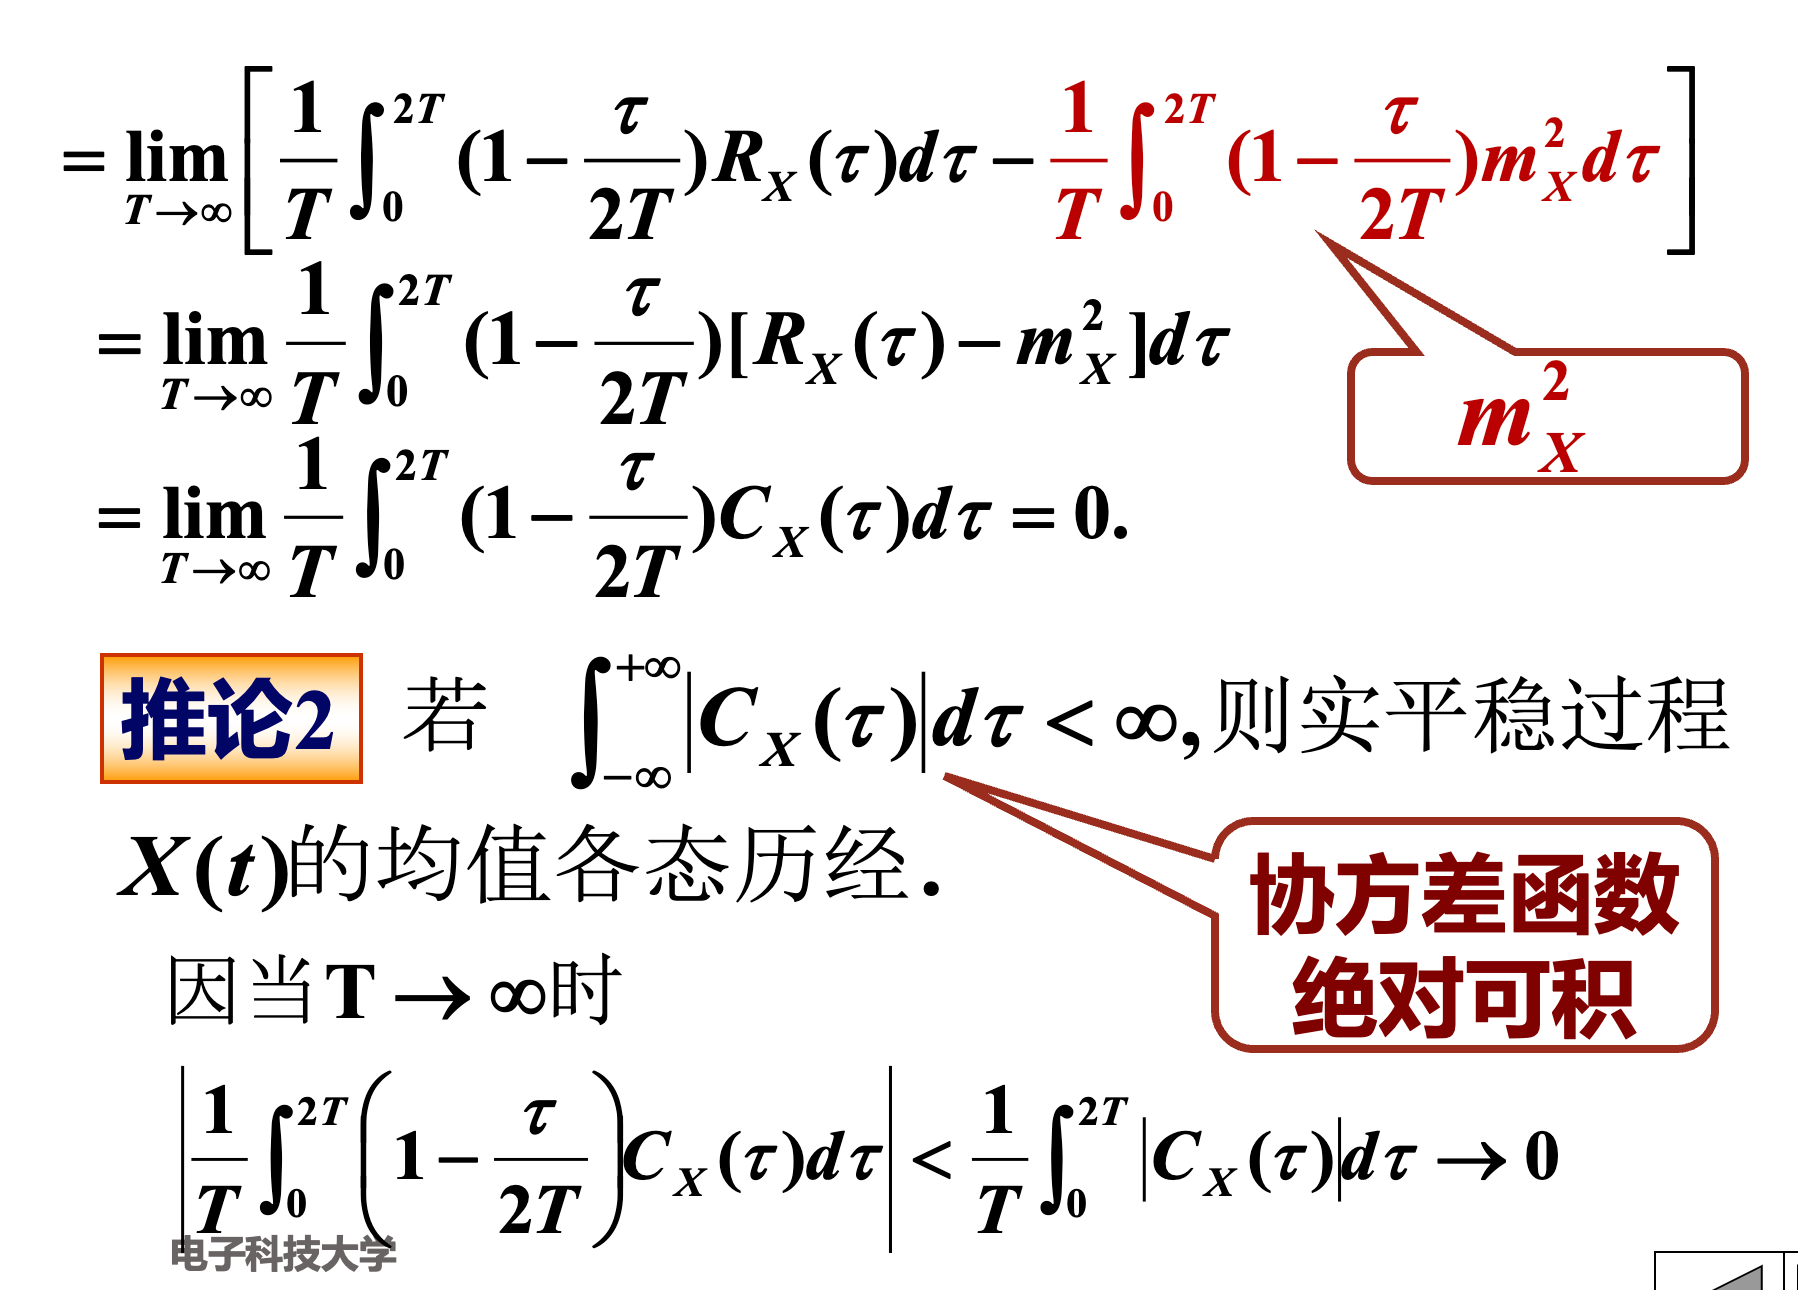 $= \lim_{T \to \infty} \left[ \frac{1}{T} \int_0^{2T} (1 - \frac{\tau}{2T}) R_X(\tau) d\tau - \frac{1}{T} \int_0^{2T} (1 - \frac{\tau}{2T}) m_X^2 d\tau \right]$
$= \lim_{T \to \infty} \frac{1}{T} \int_0^{2T} (1 - \frac{\tau}{2T}) [R_X(\tau) - m_X^2] d\tau$
$m_X^2$
$= \lim_{T \to \infty} \frac{1}{T} \int_0^{2T} (1 - \frac{\tau}{2T}) C_X(\tau) d\tau = 0.$
推论2 若 $\int_{-\infty}^{+\infty} |C_X(\tau)| d\tau < \infty,$ 则实平稳过程
$X(t)$的均值各态历经.
协方差函数
绝对可积
因当 $T \to \infty$ 时
$\left| \frac{1}{T} \int_0^{2T} \left( 1 - \frac{\tau}{2T} \right) C_X(\tau) d\tau \right| < \frac{1}{T} \int_0^{2T} |C_X(\tau)| d\tau \to 0$
电子科技大学